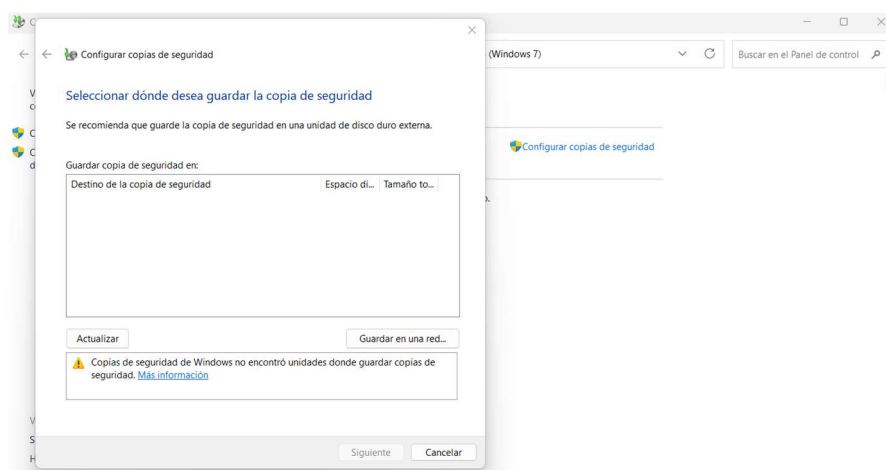 Configurar copias de seguridad
(Windows 7)
Buscar en el Panel de control
Seleccionar dónde desea guardar la copia de seguridad
Se recomienda que guarde la copia de seguridad en una unidad de disco duro externa.
Configurar copias de seguridad
Guardar copia de seguridad en:
Destino de la copia de seguridad Espacio di... Tamaño to...
Actualizar Guardar en una red...
Copias de seguridad de Windows no encontró unidades donde guardar copias de
seguridad. Más información
Siguiente Cancelar